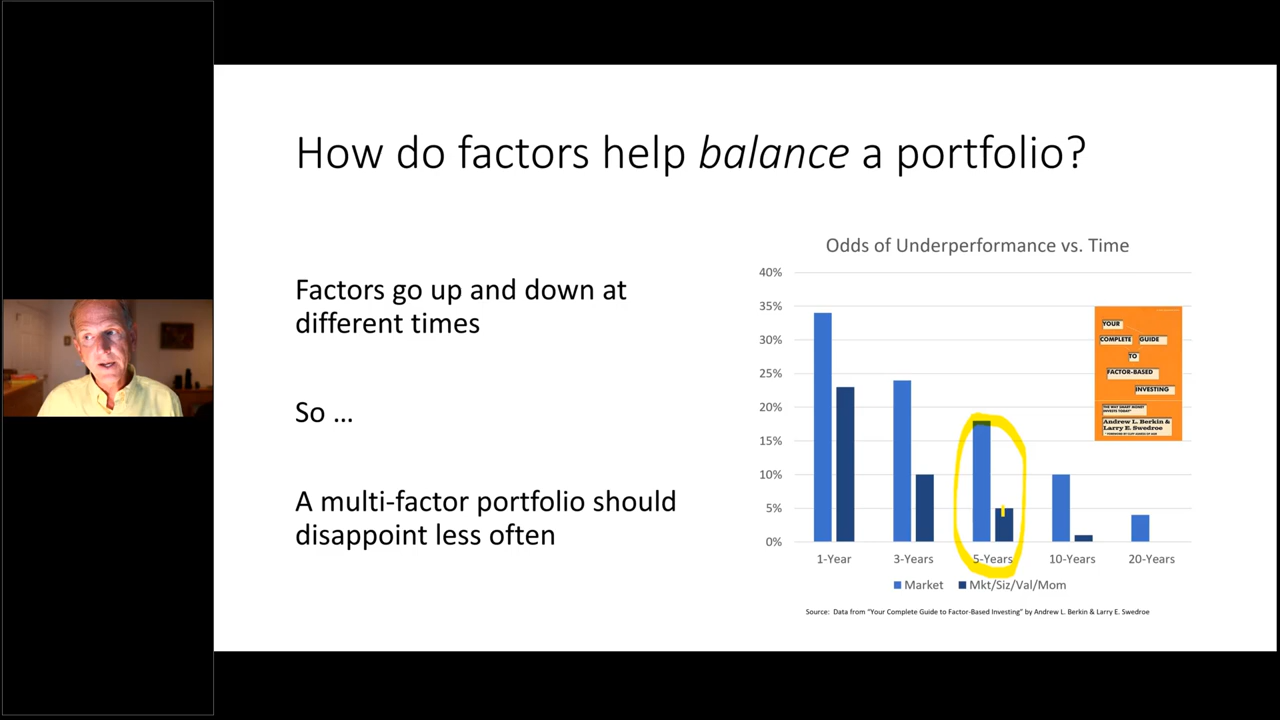 How do factors help balance a portfolio?
Factors go up and down at
different times
So ...
A multi-factor portfolio should
disappoint less often
Odds of Underperformance vs. Time
40%
35%
30%
25%
20%
15%
10%
5%
0%
1-Year
3-Years
5-Years
10-Years
20-Years
Market
Mkt/Siz/Val/Mom
YOUR
COMPLETE GUIDE
TO
FACTOR-BASED
INVESTING
Andrew L. Berkin &
Larry E. Swedroe
Source: Data from "Your Complete Guide to Factor-Based Investing" by Andrew L. Berkin & Larry E. Swedroe